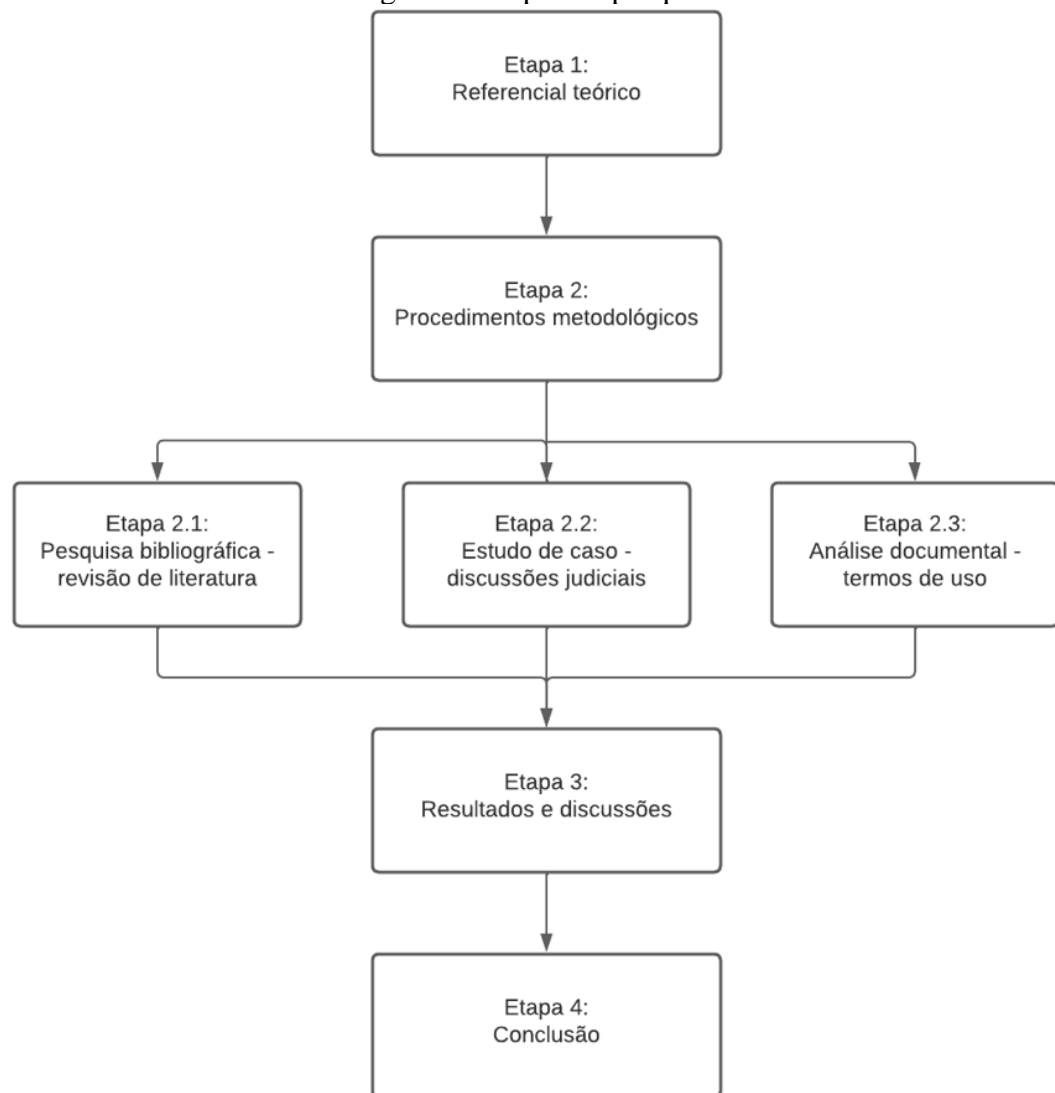 Etapa 1:
Referencial teórico
Etapa 2:
Procedimentos metodológicos
Etapa 2.1:
Pesquisa bibliográfica -
revisão de literatura
Etapa 2.2:
Estudo de caso -
discussões judiciais
Etapa 2.3:
Análise documental -
termos de uso
Etapa 3:
Resultados e discussões
Etapa 4:
Conclusão